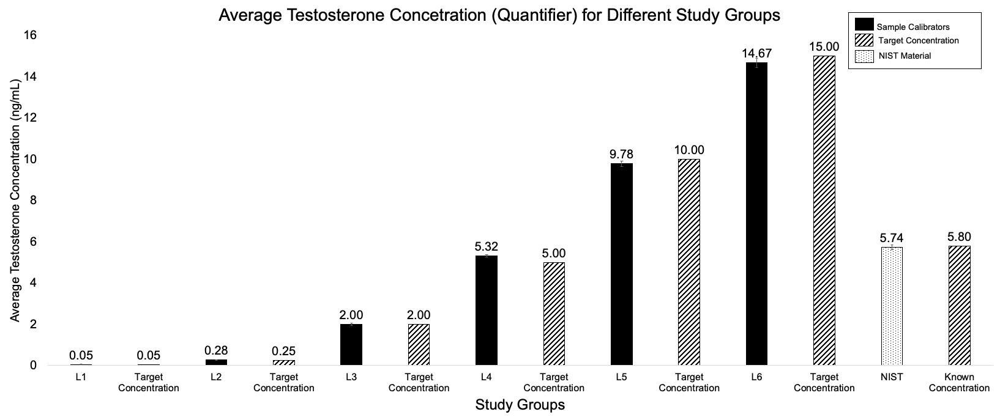 Average Testosterone Concetration (Quantifier) for Different Study Groups
Sample Calibrators
Target Concentration
NIST Material
Average Testosterone Concentration (ng/mL)
16
14
12
10
8
6
4
2
0
0.05
0.05
0.28
0.25
2.00
2.00
5.32
5.00
9.78
10.00
14.67
15.00
5.74
5.80
L1
Target
Concentration
L2
Target
Concentration
L3
Target
Concentration
L4
Target
Concentration
L5
Target
Concentration
L6
Target
Concentration
NIST
Known
Concentration
Study Groups